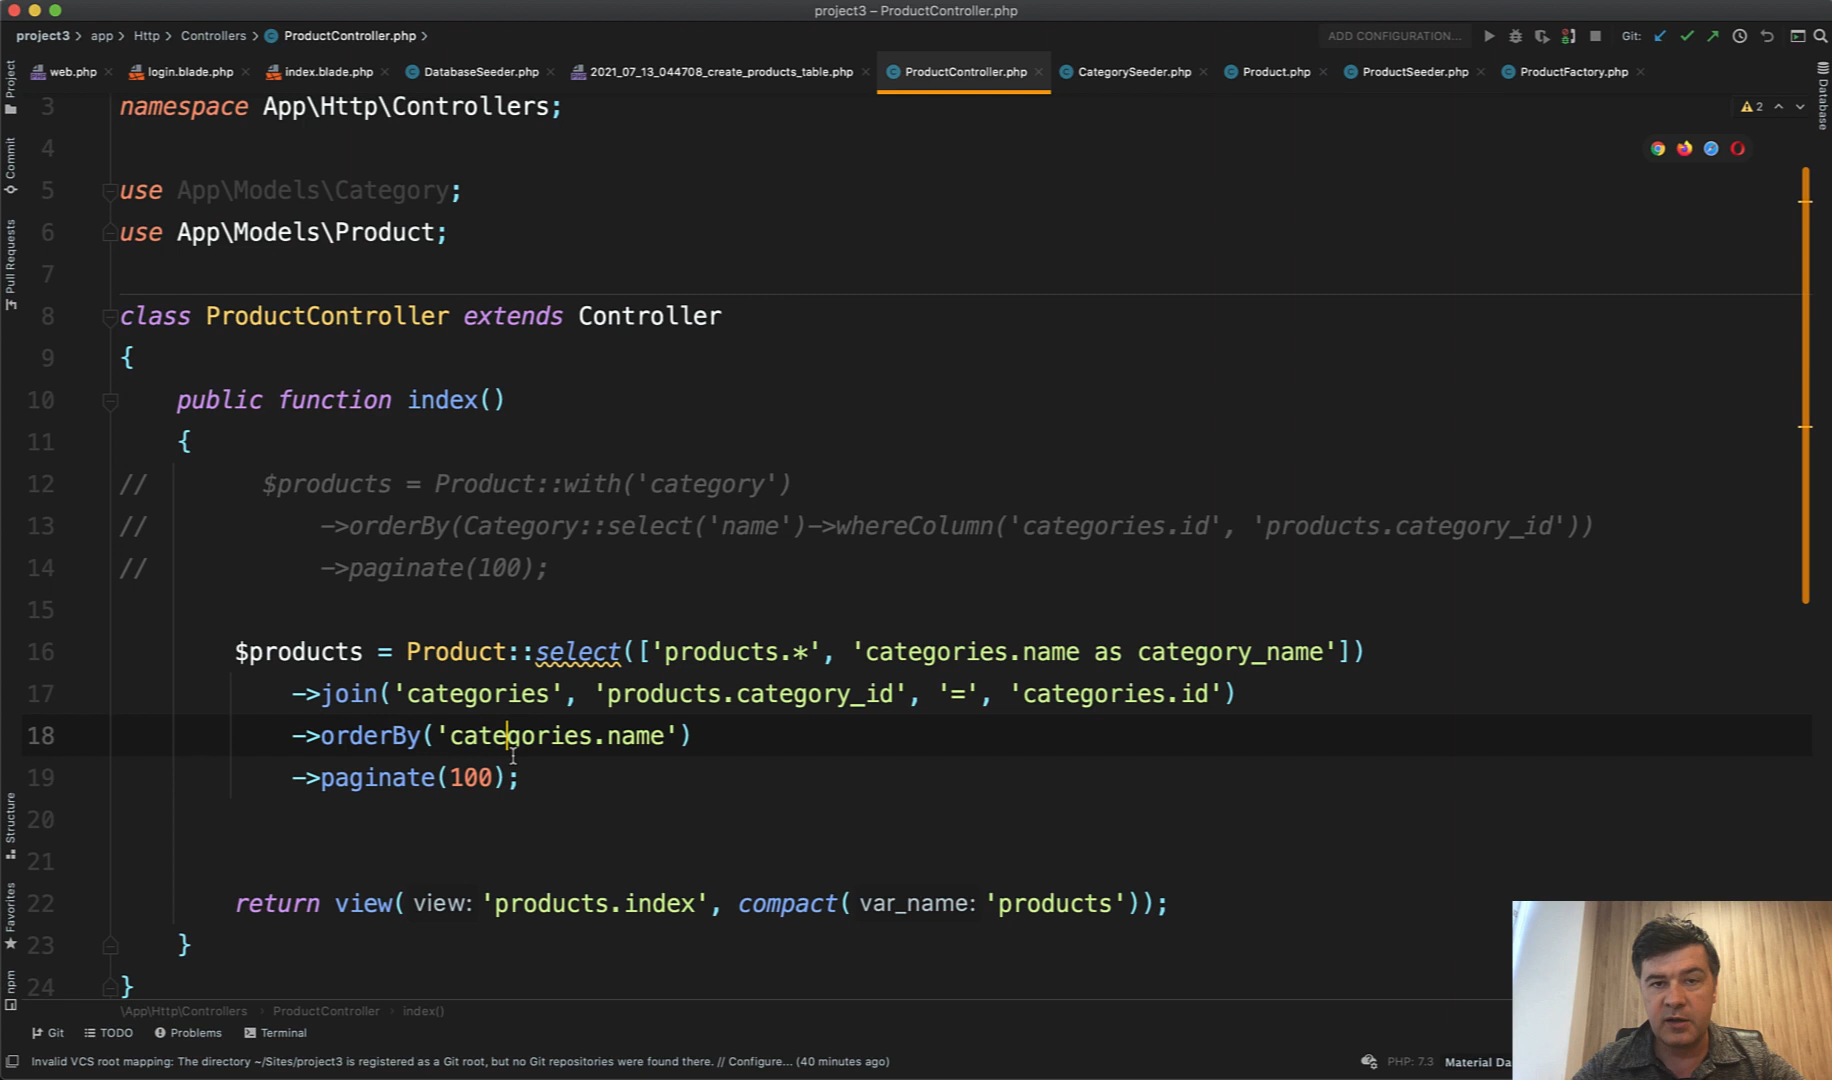 project3 – ProductController.php
project3 > app > Http > Controllers > ProductController.php >
ADD CONFIGURATION...
Git:
web.php
login.blade.php
index.blade.php
DatabaseSeeder.php
2021_07_13_044708_create_products_table.php
ProductController.php
CategorySeeder.php
Product.php
ProductSeeder.php
ProductFactory.php
Project
Commit
Pull Requests
Structure
Favorites
npm
Database
2
3 namespace App\Http\Controllers;
4
5 use App\Models\Category;
6 use App\Models\Product;
7
8 class ProductController extends Controller
9 {
10 public function index()
11 {
12 // $products = Product::with('category')
13 // ->orderBy(Category::select('name')->whereColumn('categories.id', 'products.category_id'))
14 // ->paginate(100);
15
16 $products = Product::select(['products.*', 'categories.name as category_name'])
17 ->join('categories', 'products.category_id', '=', 'categories.id')
18 ->orderBy('categories.name')
19 ->paginate(100);
20
21
22 return view( view: 'products.index', compact( var_name: 'products'));
23 }
24 }
\App\Http\Controllers > ProductController > index()
Git
TODO
Problems
Terminal
Invalid VCS root mapping: The directory ~/Sites/project3 is registered as a Git root, but no Git repositories were found there. // Configure... (40 minutes ago)
PHP: 7.3
Material Da